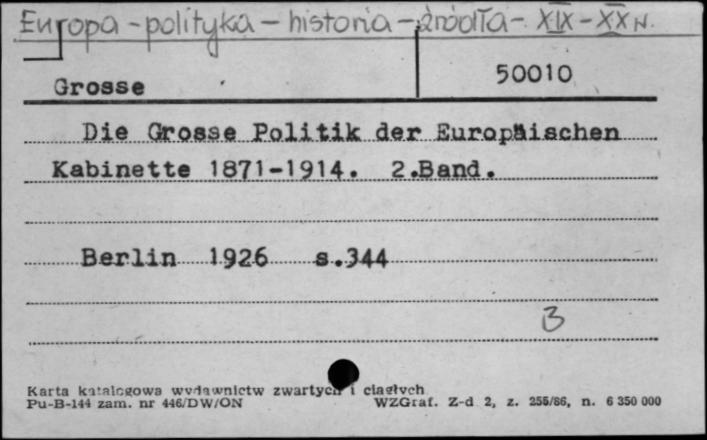 Europa - polityka - historia - źródła - XIX - XX w.
Grosse
50010
Die Grosse Politik der Europäischen
Kabinette 1871-1914. 2.Band.
Berlin 1926 s.344
B
Karta katalogowa wydawnictw zwartych i ciągłych
Pu-B-144 zam. nr 446/DW/ON WZGraf. Z-d 2, z. 255/86, n. 6 350 000